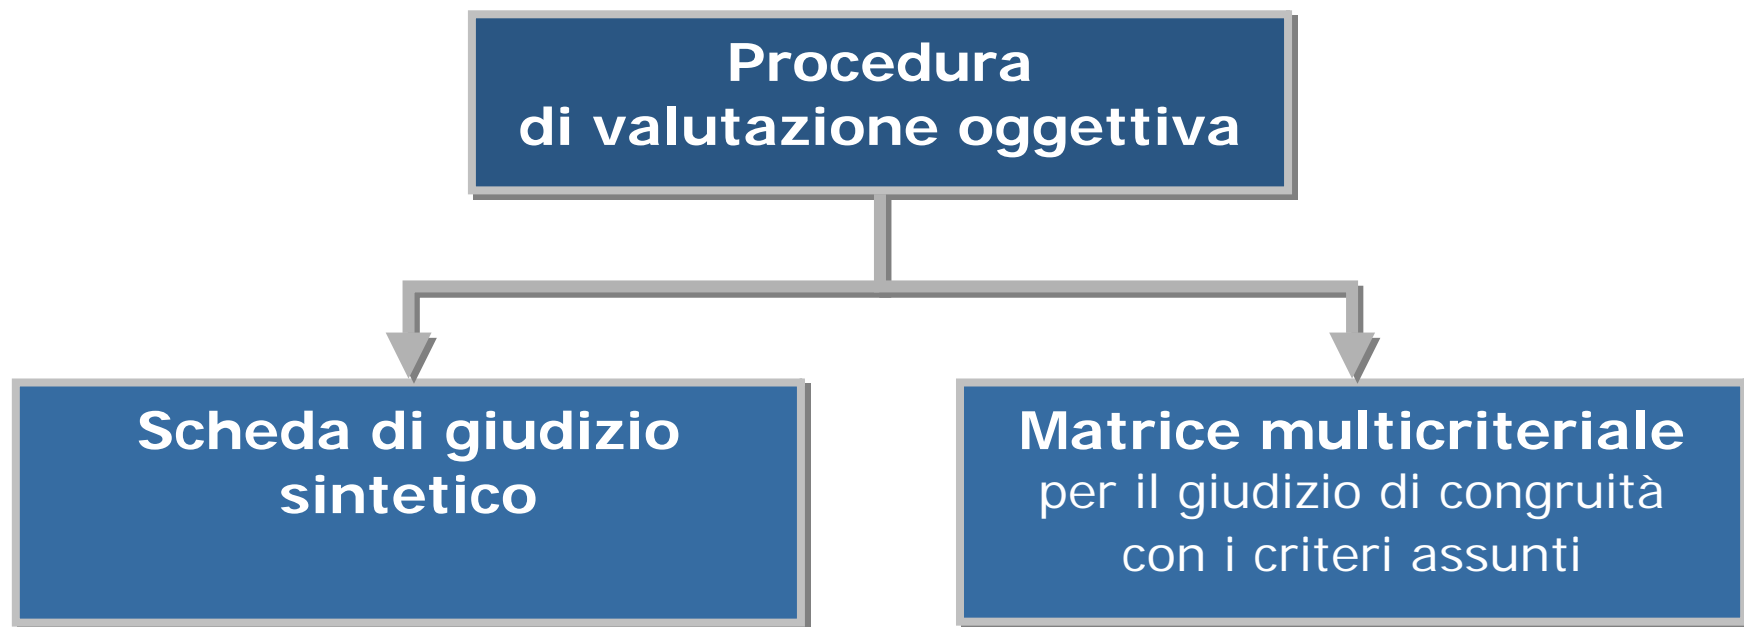 Procedura
di valutazione oggettiva
Scheda di giudizio
sintetico
Matrice multicriteriale
per il giudizio di congruità
con i criteri assunti